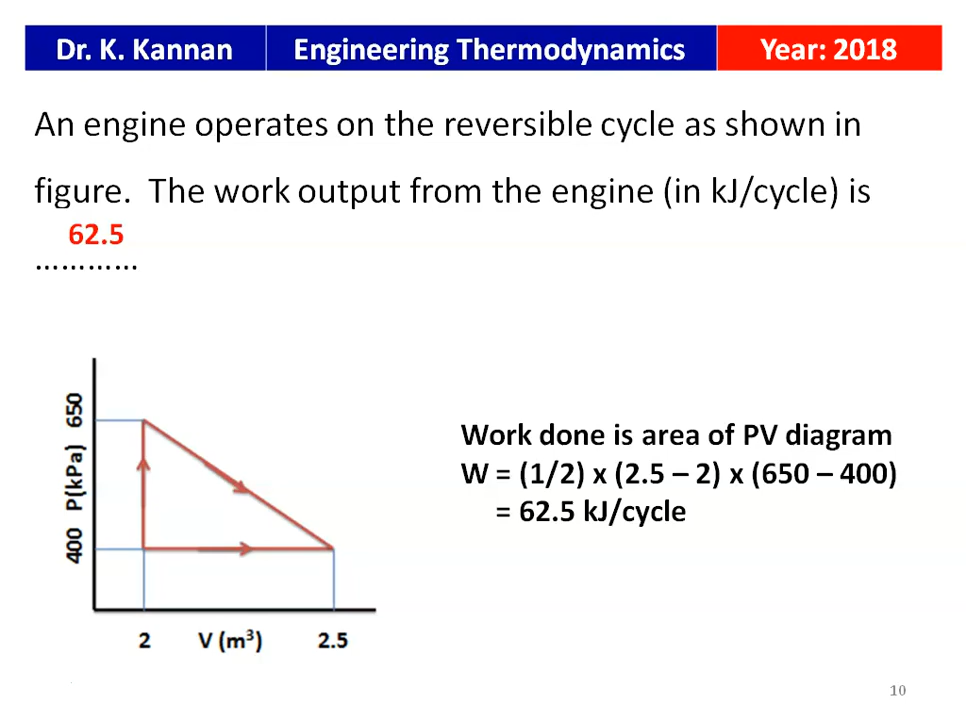 Dr. K. Kannan Engineering Thermodynamics Year: 2018
An engine operates on the reversible cycle as shown in
figure. The work output from the engine (in kJ/cycle) is
62.5
…………
650
P(kPa)
400
2 V (m³) 2.5
Work done is area of PV diagram
W = (1/2) x (2.5 – 2) x (650 – 400)
= 62.5 kJ/cycle
10